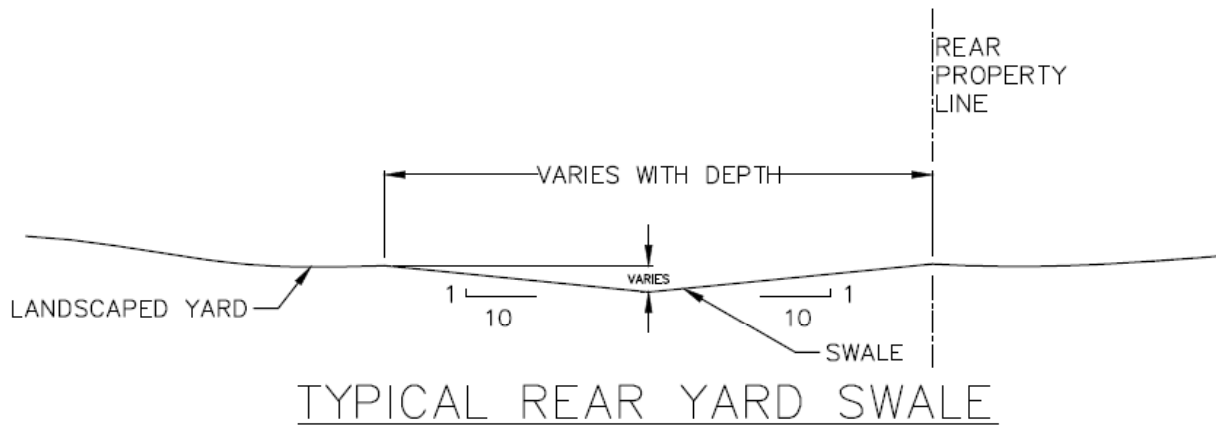 REAR
PROPERTY
LINE
VARIES WITH DEPTH
VARIES
LANDSCAPED YARD
1
10
10
1
SWALE
TYPICAL REAR YARD SWALE